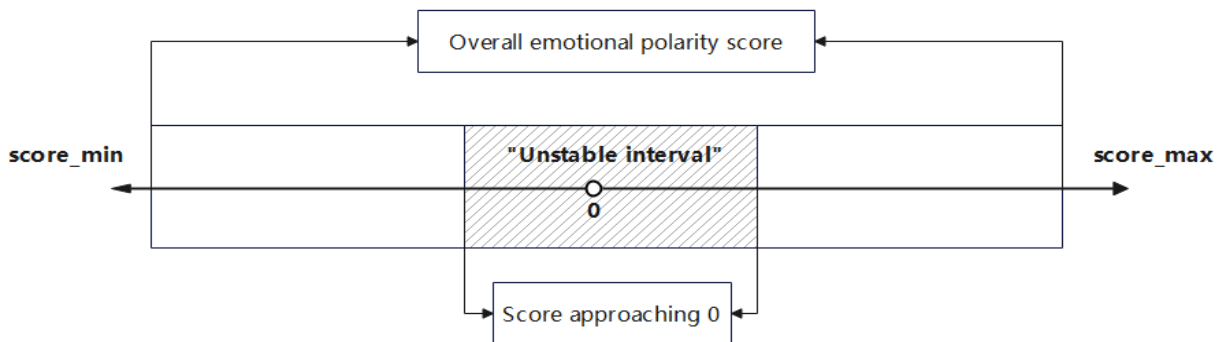 Overall emotional polarity score
score_min
"Unstable interval"
score_max
0
Score approaching 0